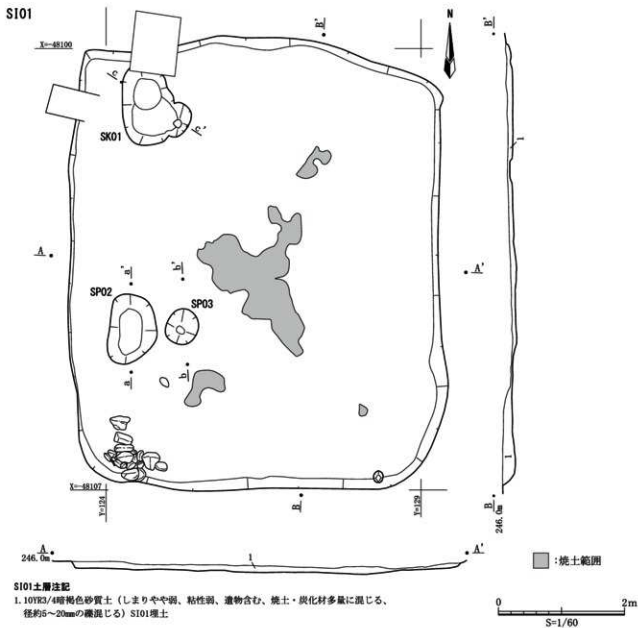 SI01
X=-48100
B'
N
B'
c
c'
SK01
1
A
A'
a'
b'
SP02
SP03
a
b
X=-48107
Y=124
B
Y=129
1
B
246.0m
A
246.0m
1
A'
:焼土範囲
SI01土層注記
1. 10YR3/4暗褐色砂質土（しまりやや弱、粘性弱、遺物含む、焼土・炭化材多量に混じる、
径約5～20mmの礫混じる）SI01埋土
0
2m
S=1/60